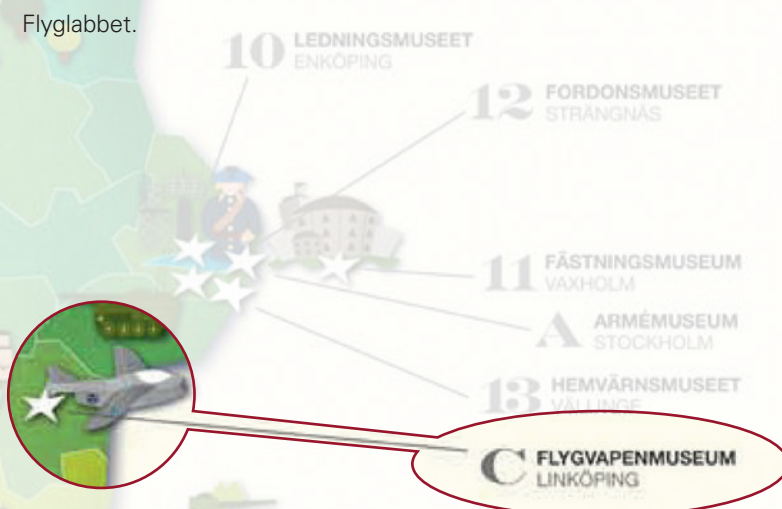 Flyglabbet.
10 LEDNINGSMUSEET
ENKÖPING
12 FORDONSMUSEET
STRÄNGNÄS
11 FÄSTNINGSMUSEUM
VAXHOLM
A ARMÉMUSEUM
STOCKHOLM
13 HEMVÄRNSMUSEET
VÄLLINGE
C FLYGVAPENMUSEUM
LINKÖPING